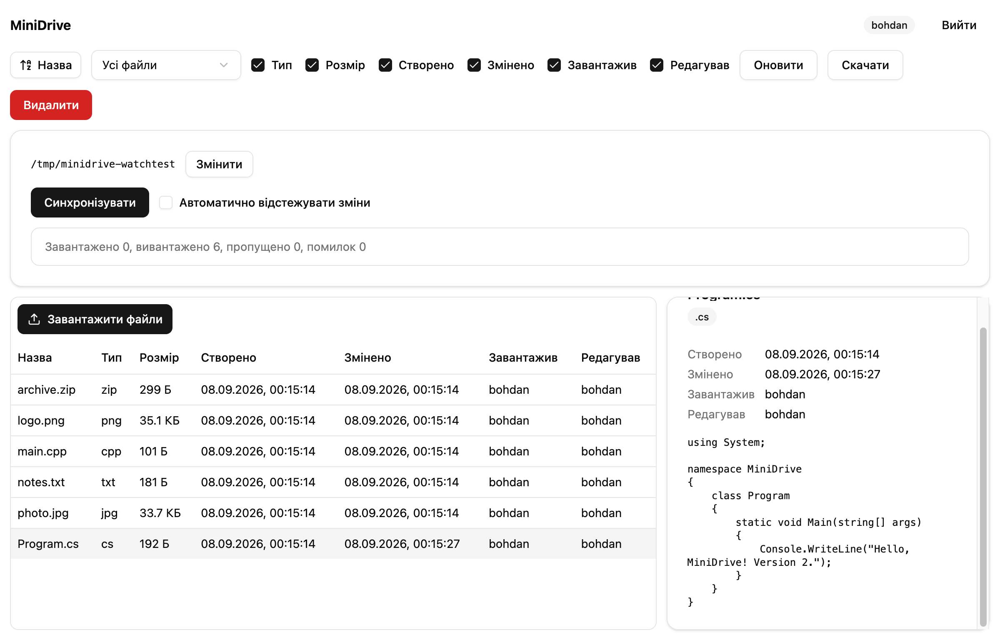 MiniDrive
bohdan Вийти
Назва Усі файли Тип Розмір Створено Змінено Завантажив Редагував Оновити Скачати
Видалити
/tmp/minidrive-watchtest Змінити
Синхронізувати Автоматично відстежувати зміни
Завантажено 0, вивантажено 6, пропущено 0, помилок 0
Завантажити файли
Назва Тип Розмір Створено Змінено Завантажив Редагував
archive.zip zip 299 Б 08.09.2026, 00:15:14 08.09.2026, 00:15:14 bohdan bohdan
logo.png png 35.1 КБ 08.09.2026, 00:15:14 08.09.2026, 00:15:14 bohdan bohdan
main.cpp cpp 101 Б 08.09.2026, 00:15:14 08.09.2026, 00:15:14 bohdan bohdan
notes.txt txt 181 Б 08.09.2026, 00:15:14 08.09.2026, 00:15:14 bohdan bohdan
photo.jpg jpg 33.7 КБ 08.09.2026, 00:15:14 08.09.2026, 00:15:14 bohdan bohdan
Program.cs cs 192 Б 08.09.2026, 00:15:14 08.09.2026, 00:15:27 bohdan bohdan
Program.cs
.cs
Створено 08.09.2026, 00:15:14
Змінено 08.09.2026, 00:15:27
Завантажив bohdan
Редагував bohdan
using System;
namespace MiniDrive
{
    class Program
    {
        static void Main(string[] args)
        {
            Console.WriteLine("Hello,
MiniDrive! Version 2.");
        }
    }
}